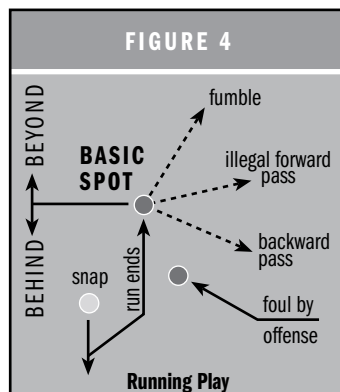 FIGURE 4
fumble
BEYOND
BASIC
SPOT
illegal forward
pass
BEHIND
backward
pass
snap
run ends
foul by
offense
Running Play